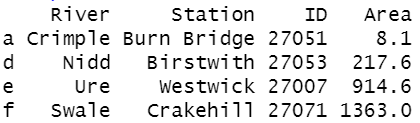 River Station ID Area
a Crimple Burn Bridge 27051 8.1
d Nidd Birstwith 27053 217.6
e Ure Westwick 27007 914.6
f Swale Crakehill 27071 1363.0